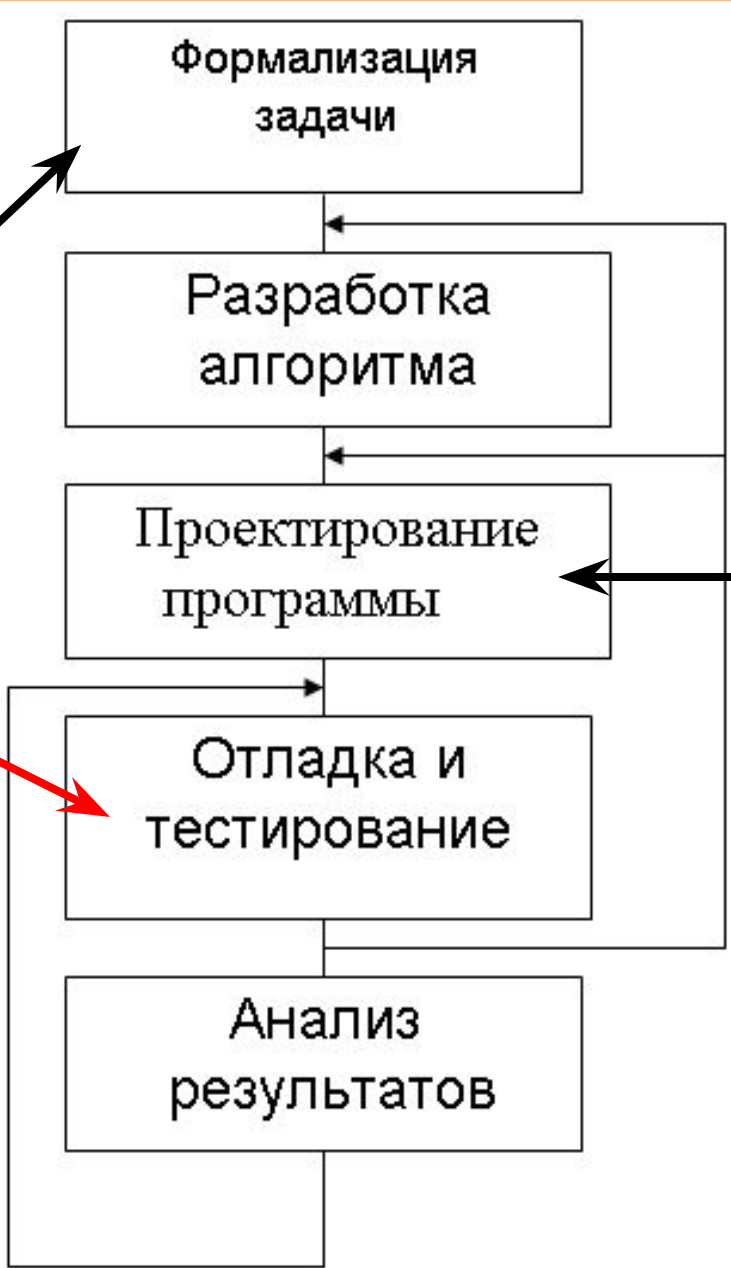 Формализация
задачи
Разработка
алгоритма
Проектирование
программы
Отладка и
тестирование
Анализ
результатов